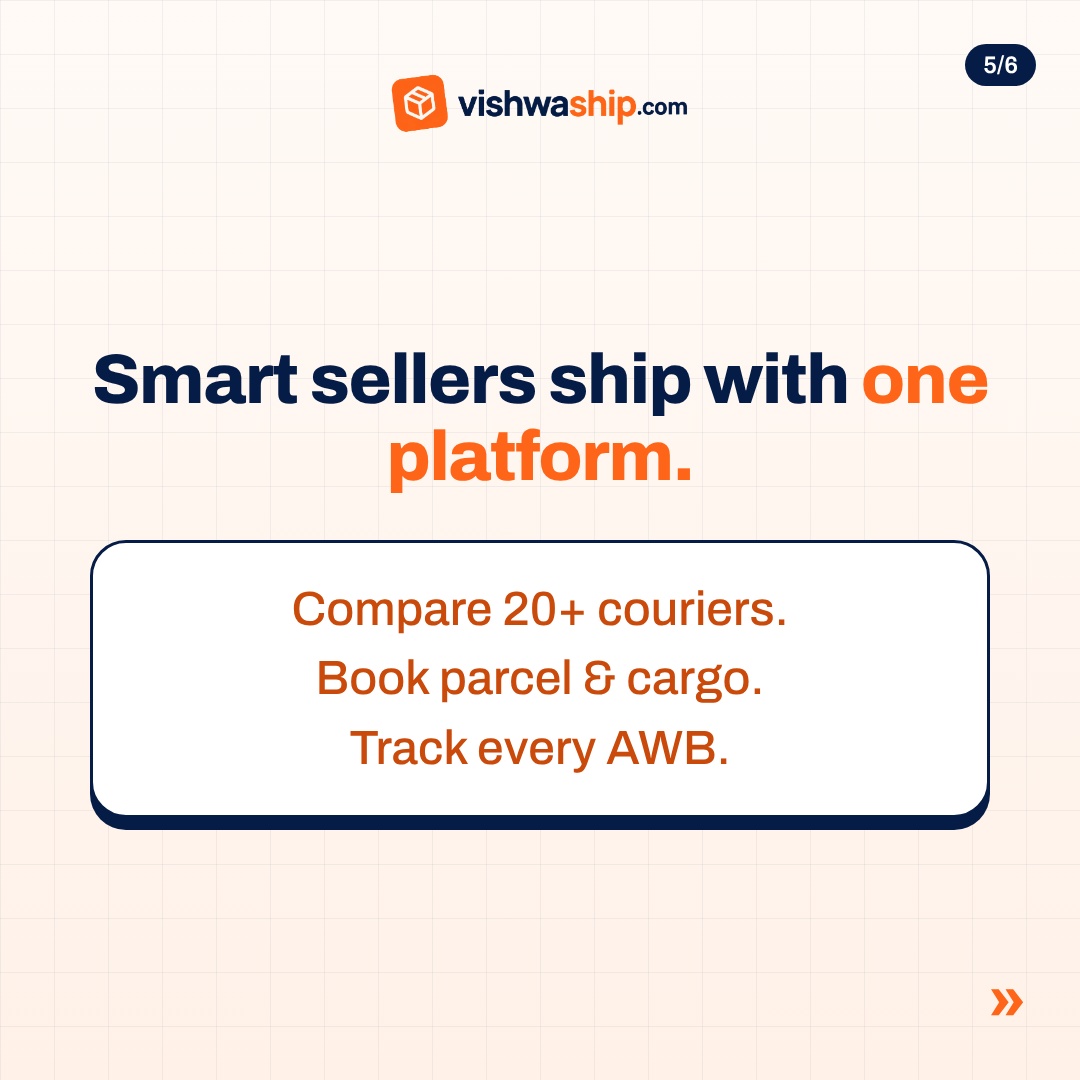 5/6
vishwaship.com
Smart sellers ship with one
platform.
Compare 20+ couriers.
Book parcel & cargo.
Track every AWB.
»